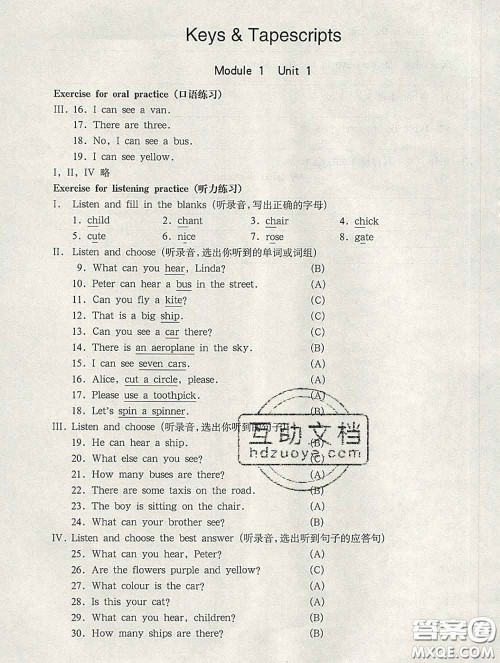 Keys & Tapescripts
Module 1 Unit 1
Exercise for oral practice (口语练习)
III. 16. I can see a van.
17. There are three.
18. No, I can see a bus.
19. I can see yellow.
I, II, IV 略
Exercise for listening practice (听力练习)
I. Listen and fill in the blanks (听录音,写出正确的字母)
1. child 2. chant 3. chair 4. chick
5. cute 6. nice 7. rose 8. gate
II. Listen and choose (听录音,选出你听到的单词或词组)
9. What can you hear, Linda? (B)
10. Peter can hear a bus in the street. (A)
11. Can you fly a kite? (C)
12. That is a big ship. (C)
13. Can you see a car there? (B)
14. There is an aeroplane in the sky. (B)
15. I can see seven cars. (A)
16. Alice, cut a circle, please. (A)
17. Please use a toothpick. (A)
18. Let's spin a spinner. (B)
III. Listen and choose (听录音,选出你听到的句子)
19. He can hear a ship. (B)
20. What else can you see? (C)
21. How many buses are there? (A)
22. There are some taxis on the road. (B)
23. The boy is sitting on the chair. (A)
24. What can your brother see? (B)
IV. Listen and choose the best answer (听录音,选出听到句子的应答句)
25. What can you hear, Peter? (A)
26. Are the flowers purple and yellow? (C)
27. What colour is the car? (A)
28. Is this your cat? (A)
29. What can you hear, children? (B)
30. How many ships are there? (A)
互助文档
hdzuoye.com
答案圈
MXQE.COM